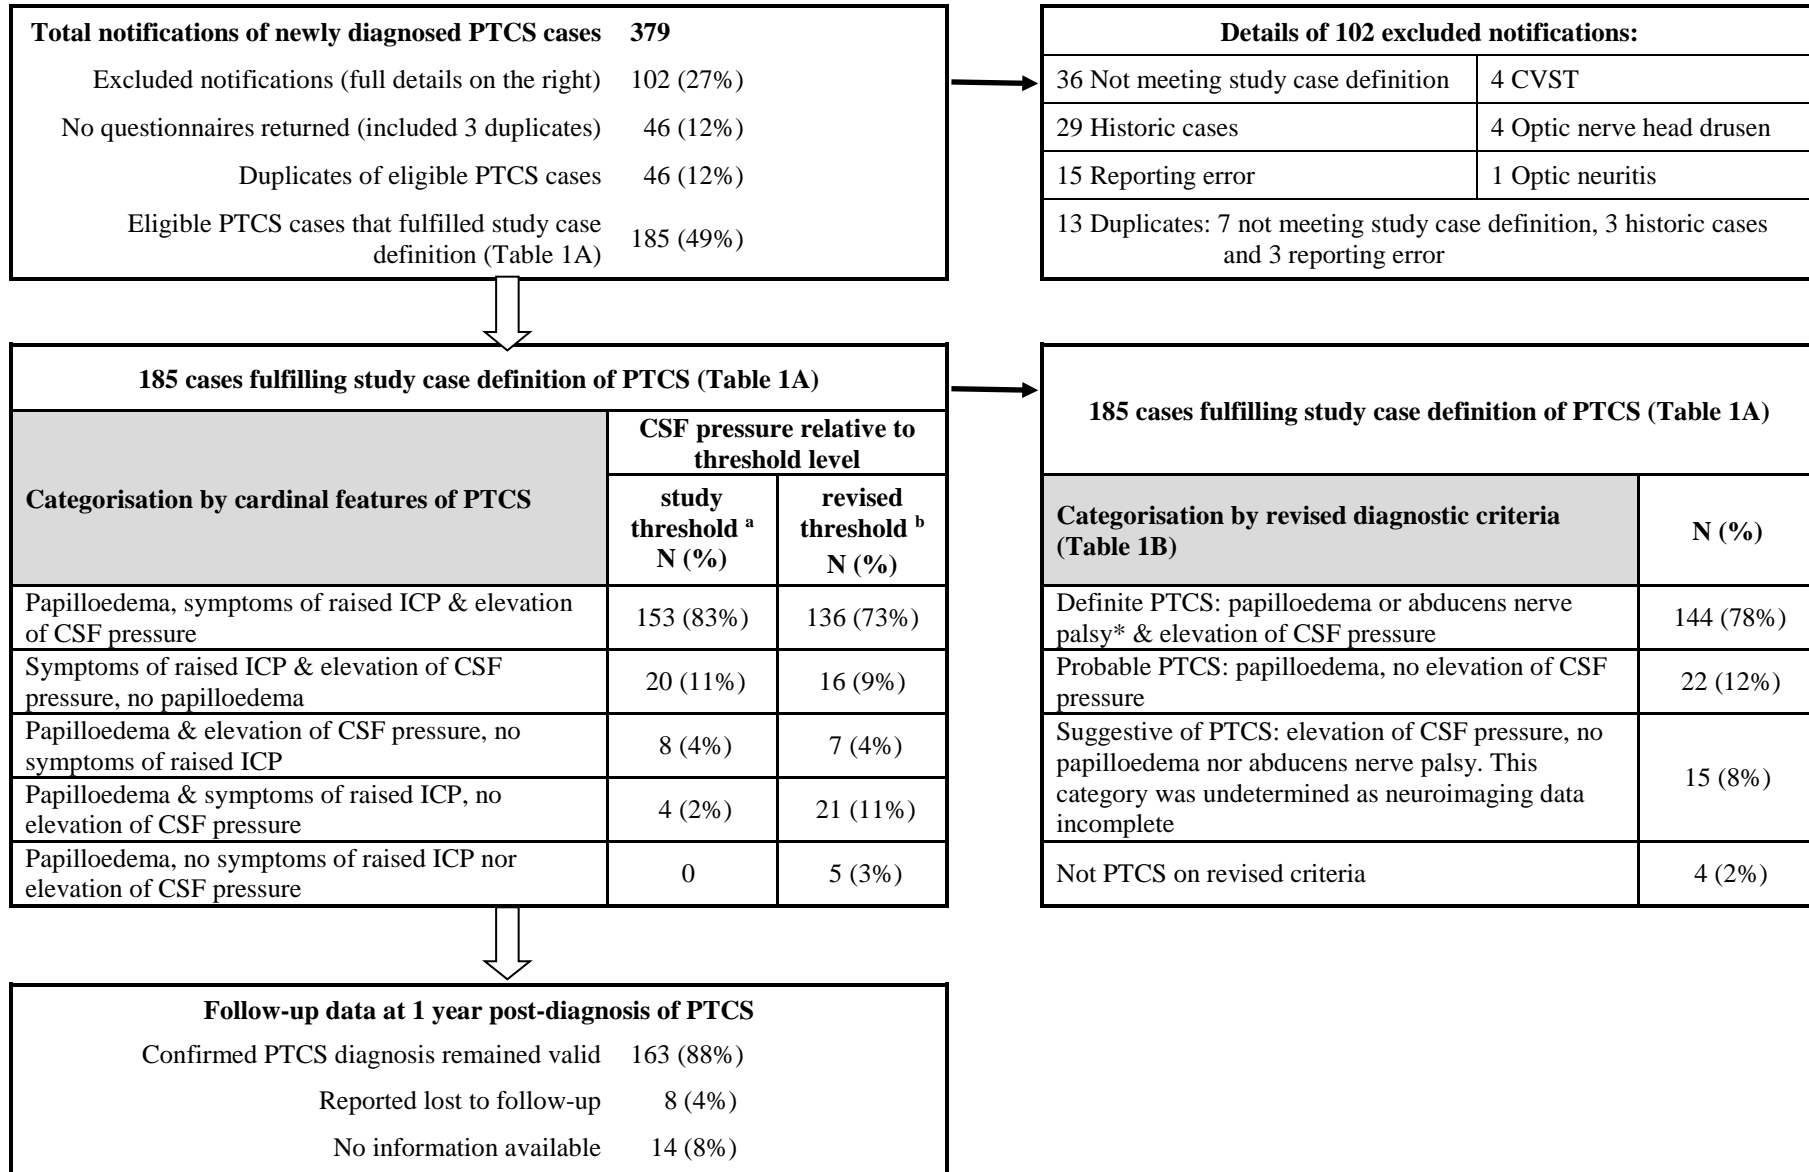 Total notifications of newly diagnosed PTCS cases 379
Excluded notifications (full details on the right) 102 (27%)
No questionnaires returned (included 3 duplicates) 46 (12%)
Duplicates of eligible PTCS cases 46 (12%)
Eligible PTCS cases that fulfilled study case
definition (Table 1A) 185 (49%)
Details of 102 excluded notifications:
36 Not meeting study case definition 4 CVST
29 Historic cases 4 Optic nerve head drusen
15 Reporting error 1 Optic neuritis
13 Duplicates: 7 not meeting study case definition, 3 historic cases
and 3 reporting error
185 cases fulfilling study case definition of PTCS (Table 1A)
Categorisation by cardinal features of PTCS
CSF pressure relative to
threshold level
study
threshold a
N (%)
revised
threshold b
N (%)
Papilloedema, symptoms of raised ICP & elevation
of CSF pressure 153 (83%) 136 (73%)
Symptoms of raised ICP & elevation of CSF
pressure, no papilloedema 20 (11%) 16 (9%)
Papilloedema & elevation of CSF pressure, no
symptoms of raised ICP 8 (4%) 7 (4%)
Papilloedema & symptoms of raised ICP, no
elevation of CSF pressure 4 (2%) 21 (11%)
Papilloedema, no symptoms of raised ICP nor
elevation of CSF pressure 0 5 (3%)
185 cases fulfilling study case definition of PTCS (Table 1A)
Categorisation by revised diagnostic criteria
(Table 1B) N (%)
Definite PTCS: papilloedema or abducens nerve
palsy* & elevation of CSF pressure 144 (78%)
Probable PTCS: papilloedema, no elevation of CSF
pressure 22 (12%)
Suggestive of PTCS: elevation of CSF pressure, no
papilloedema nor abducens nerve palsy. This
category was undetermined as neuroimaging data
incomplete 15 (8%)
Not PTCS on revised criteria 4 (2%)
Follow-up data at 1 year post-diagnosis of PTCS
Confirmed PTCS diagnosis remained valid 163 (88%)
Reported lost to follow-up 8 (4%)
No information available 14 (8%)